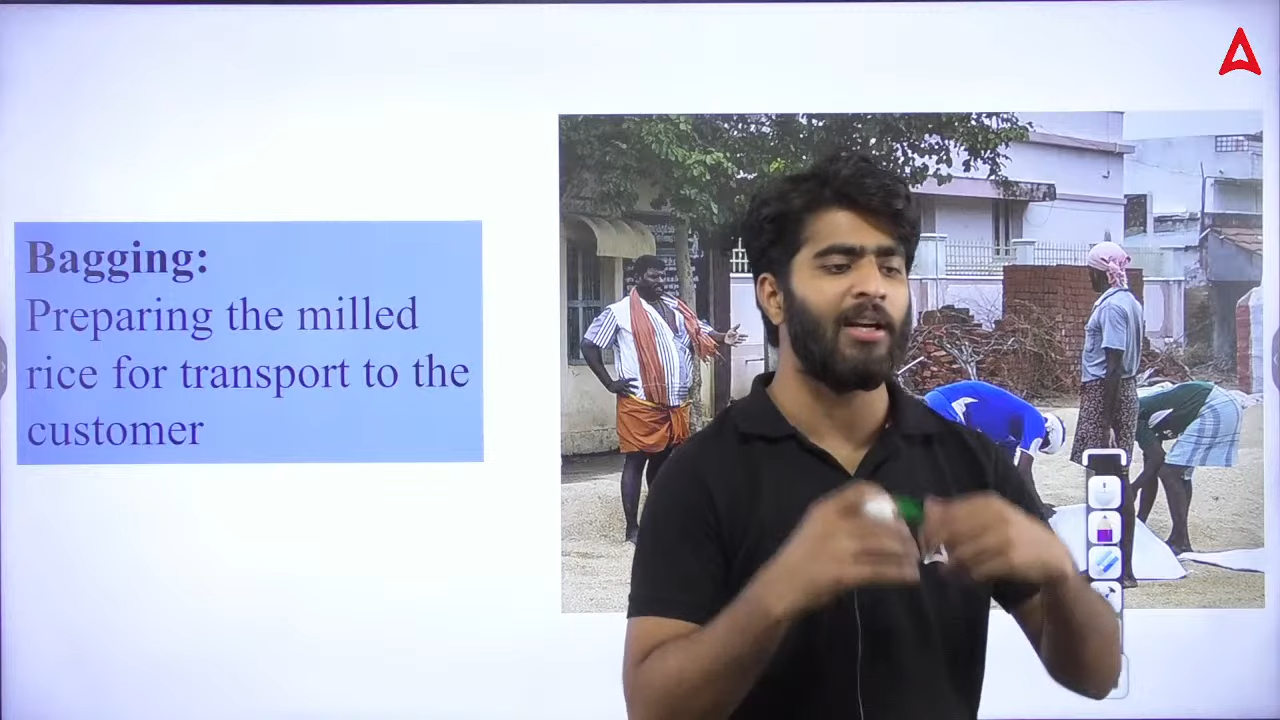 Bagging:
Preparing the milled
rice for transport to the
customer